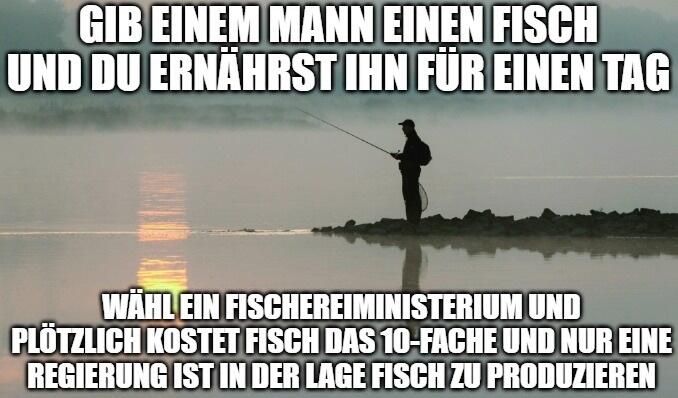 GIB EINEM MANN EINEN FISCH
UND DU ERNÄHRST IHN FÜR EINEN TAG
WÄHL EIN FISCHEREIMINISTERIUM UND
PLÖTZLICH KOSTET FISCH DAS 10-FACHE UND NUR EINE
REGIERUNG IST IN DER LAGE FISCH ZU PRODUZIEREN